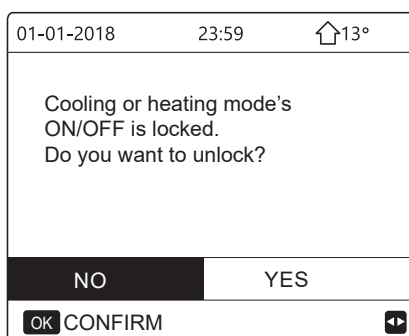 01-01-2018 23:59 13°
Cooling or heating mode's
ON/OFF is locked.
Do you want to unlock?
NO YES
OK CONFIRM